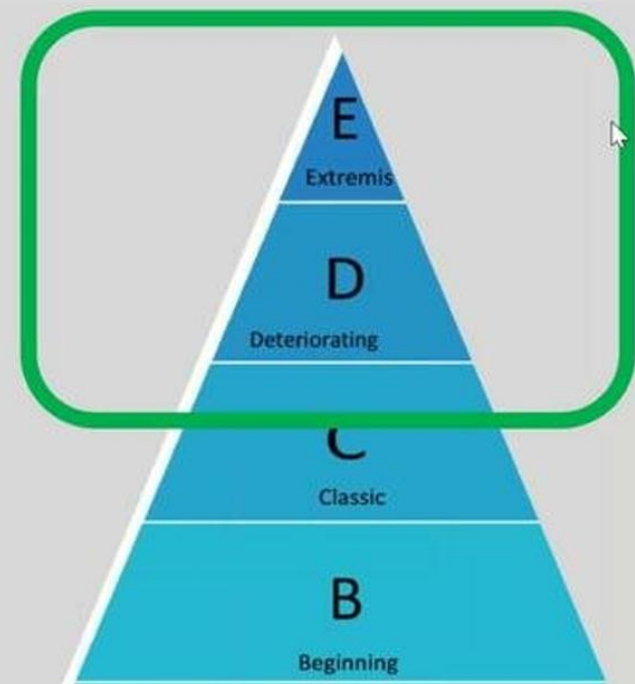 E
Extremis
D
Deteriorating
C
Classic
B
Beginning